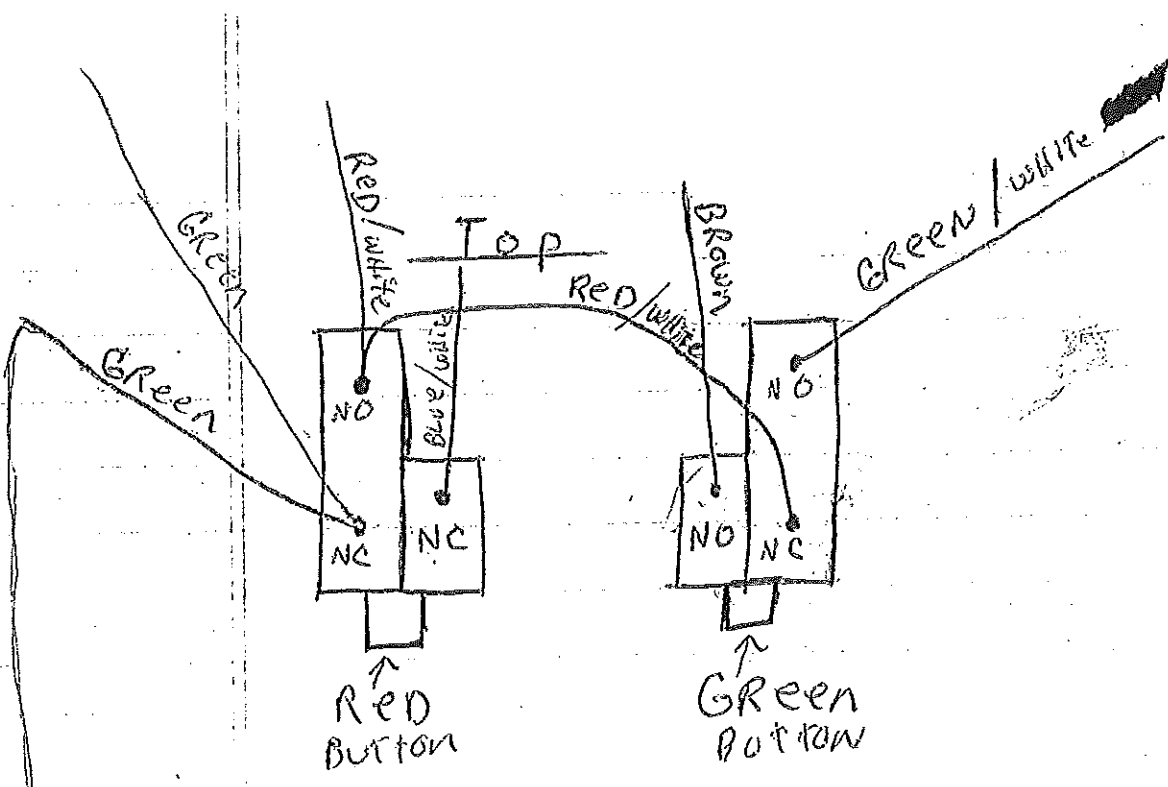 GReen
ReD/white
Top
BROWN
GREEN/WHITe
GReen
ReD/white
BLUe/white
NO
NO
NC
NC
NO
NC
ReD
BUTTON
GReen
BOTTON